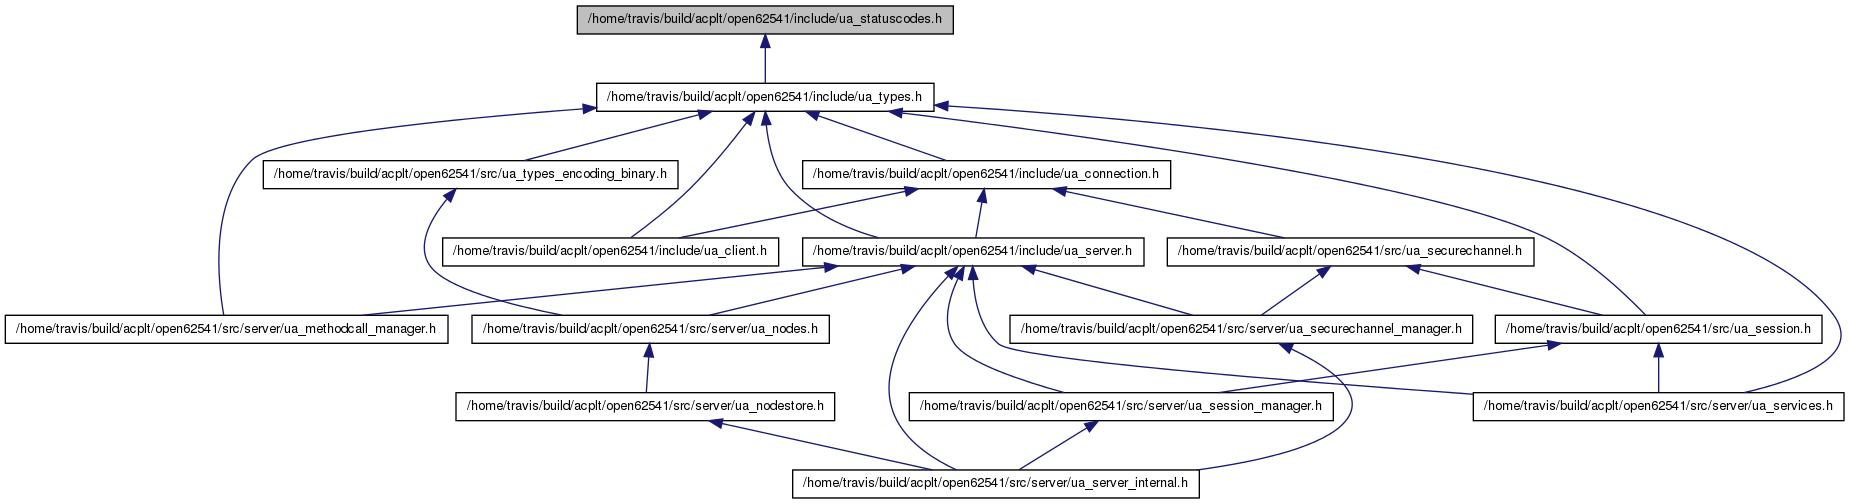 /home/travis/build/acplt/open62541/include/ua_statuscodes.h
/home/travis/build/acplt/open62541/include/ua_types.h
/home/travis/build/acplt/open62541/src/ua_types_encoding_binary.h
/home/travis/build/acplt/open62541/include/ua_connection.h
/home/travis/build/acplt/open62541/include/ua_client.h
/home/travis/build/acplt/open62541/include/ua_server.h
/home/travis/build/acplt/open62541/src/ua_securechannel.h
/home/travis/build/acplt/open62541/src/server/ua_methodcall_manager.h
/home/travis/build/acplt/open62541/src/server/ua_nodes.h
/home/travis/build/acplt/open62541/src/server/ua_securechannel_manager.h
/home/travis/build/acplt/open62541/src/ua_session.h
/home/travis/build/acplt/open62541/src/server/ua_nodestore.h
/home/travis/build/acplt/open62541/src/server/ua_session_manager.h
/home/travis/build/acplt/open62541/src/server/ua_services.h
/home/travis/build/acplt/open62541/src/server/ua_server_internal.h